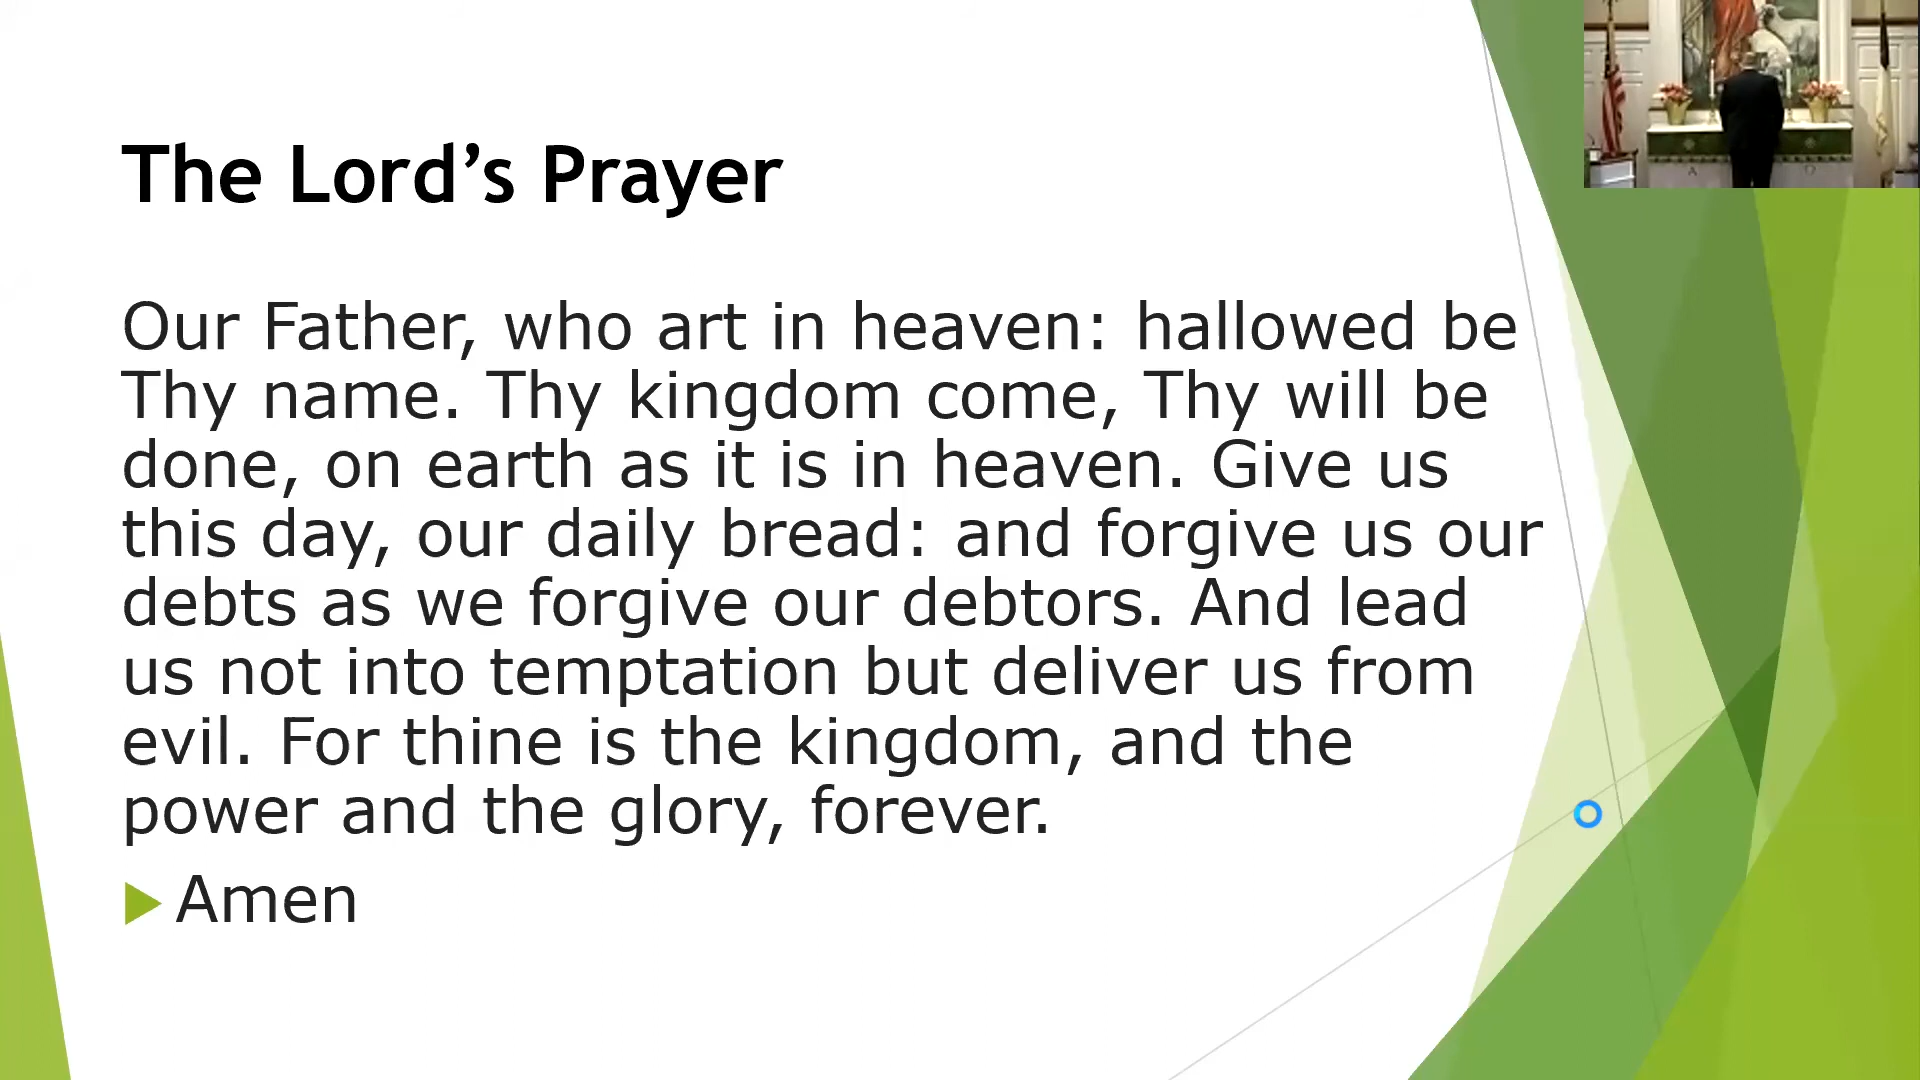 The Lord’s Prayer
Our Father, who art in heaven: hallowed be
Thy name. Thy kingdom come, Thy will be
done, on earth as it is in heaven. Give us
this day, our daily bread: and forgive us our
debts as we forgive our debtors. And lead
us not into temptation but deliver us from
evil. For thine is the kingdom, and the
power and the glory, forever.
Amen